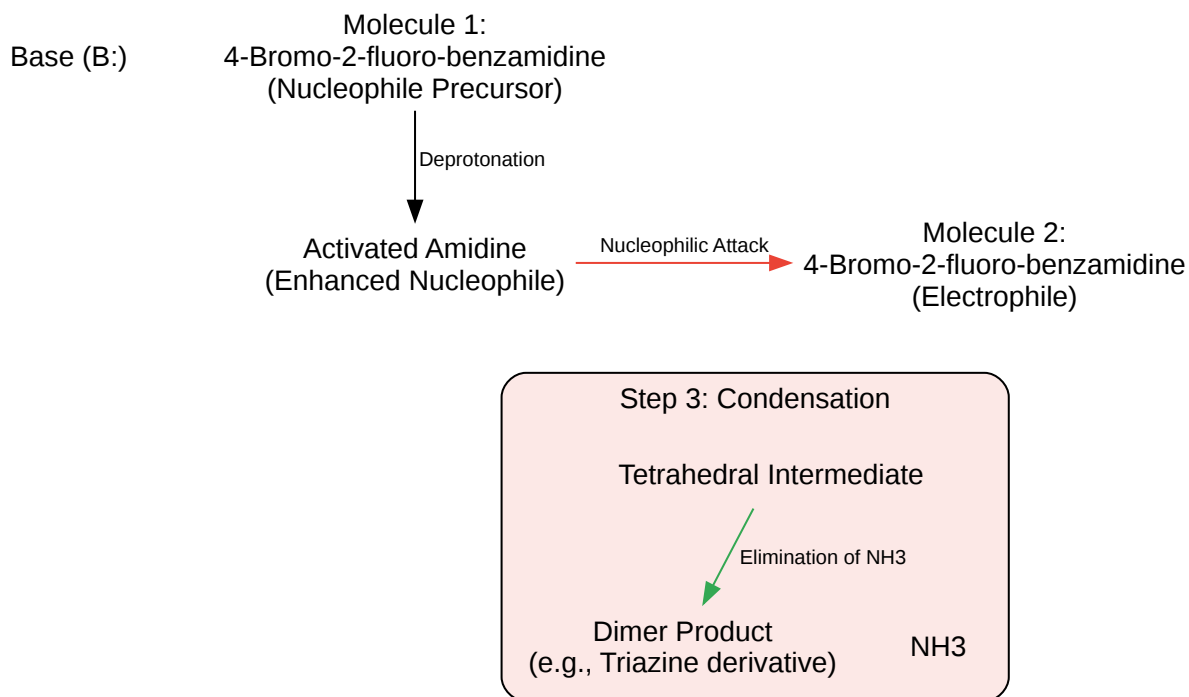 Base (B:)
Molecule 1:
4-Bromo-2-fluoro-benzamidine
(Nucleophile Precursor)
Deprotonation
Activated Amidine
(Enhanced Nucleophile)
Nucleophilic Attack
Molecule 2:
4-Bromo-2-fluoro-benzamidine
(Electrophile)
Step 3: Condensation
Tetrahedral Intermediate
Elimination of NH3
Dimer Product
(e.g., Triazine derivative)
NH3